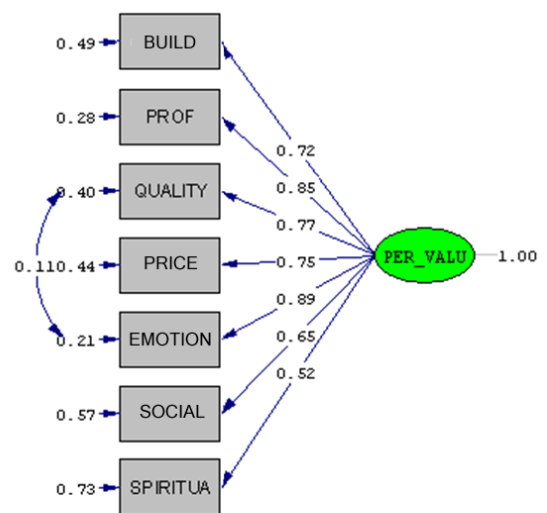 0.49 BUILD
0.28 PROF
0.72
0.85
0.40 QUALITY
0.77
0.11 0.44 PRICE
0.75
PER_VALU 1.00
0.89
0.21 EMOTION
0.65
0.52
0.57 SOCIAL
0.73 SPIRITUA